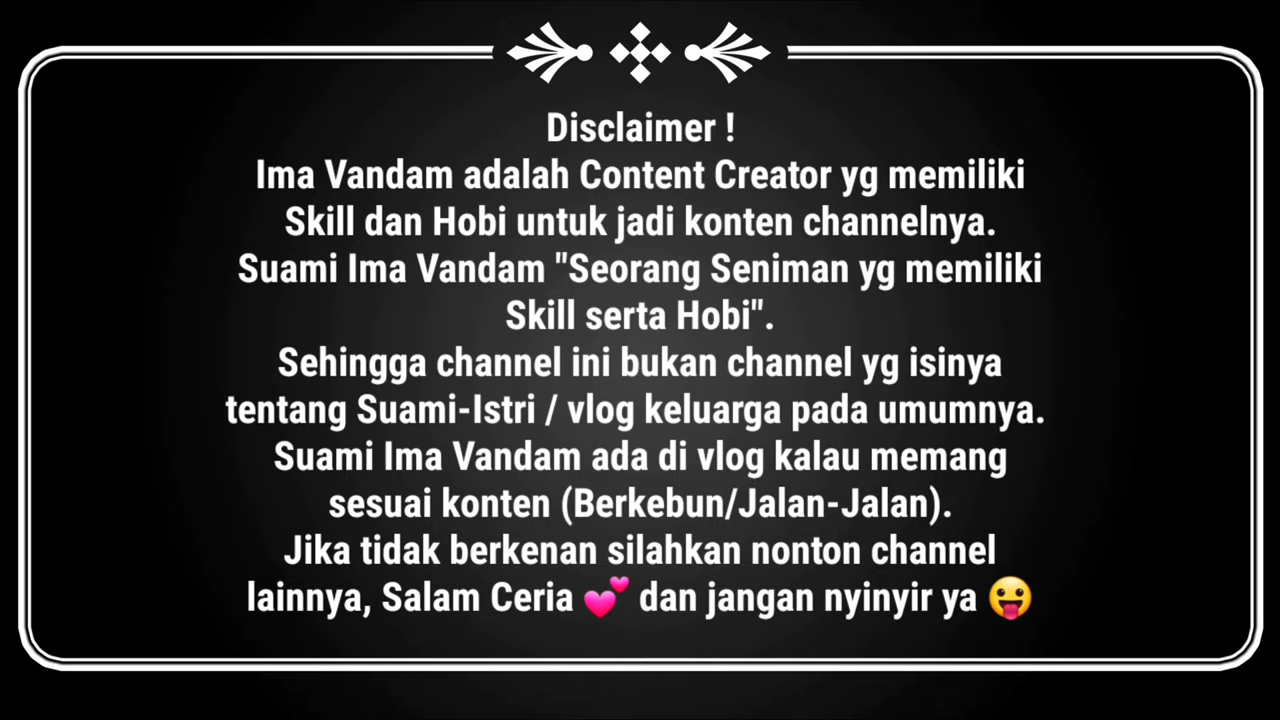 Disclaimer !
Ima Vandam adalah Content Creator yg memiliki
Skill dan Hobi untuk jadi konten channelnya.
Suami Ima Vandam "Seorang Seniman yg memiliki
Skill serta Hobi".
Sehingga channel ini bukan channel yg isinya
tentang Suami-Istri / vlog keluarga pada umumnya.
Suami Ima Vandam ada di vlog kalau memang
sesuai konten (Berkebun/Jalan-Jalan).
Jika tidak berkenan silahkan nonton channel
lainnya, Salam Ceria 💕 dan jangan nyinyir ya 😛